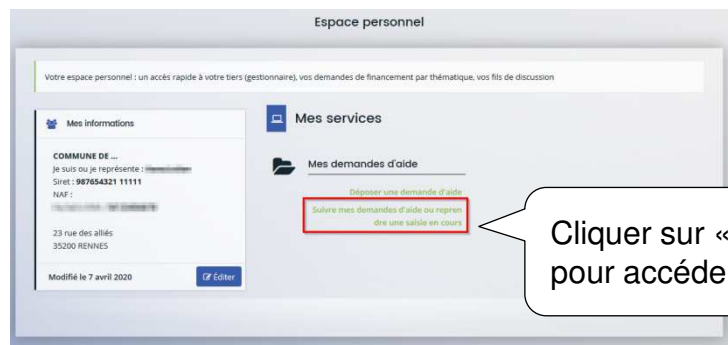 Espace personnel
Votre espace personnel : un accès rapide à votre tiers (gestionnaire), vos demandes de financement par thématique, vos fils de discussion
Mes informations
COMMUNE DE ...
Je suis ou je représente :
Siret : 987654321 11111
NAF :
23 rue des alliés
35200 RENNES
Modifié le 7 avril 2020
Éditer
Mes services
Mes demandes d'aide
Déposer une demande d'aide
Suivre mes demandes d'aide ou repren
dre une saisie en cours
Cliquer sur «
pour accéde